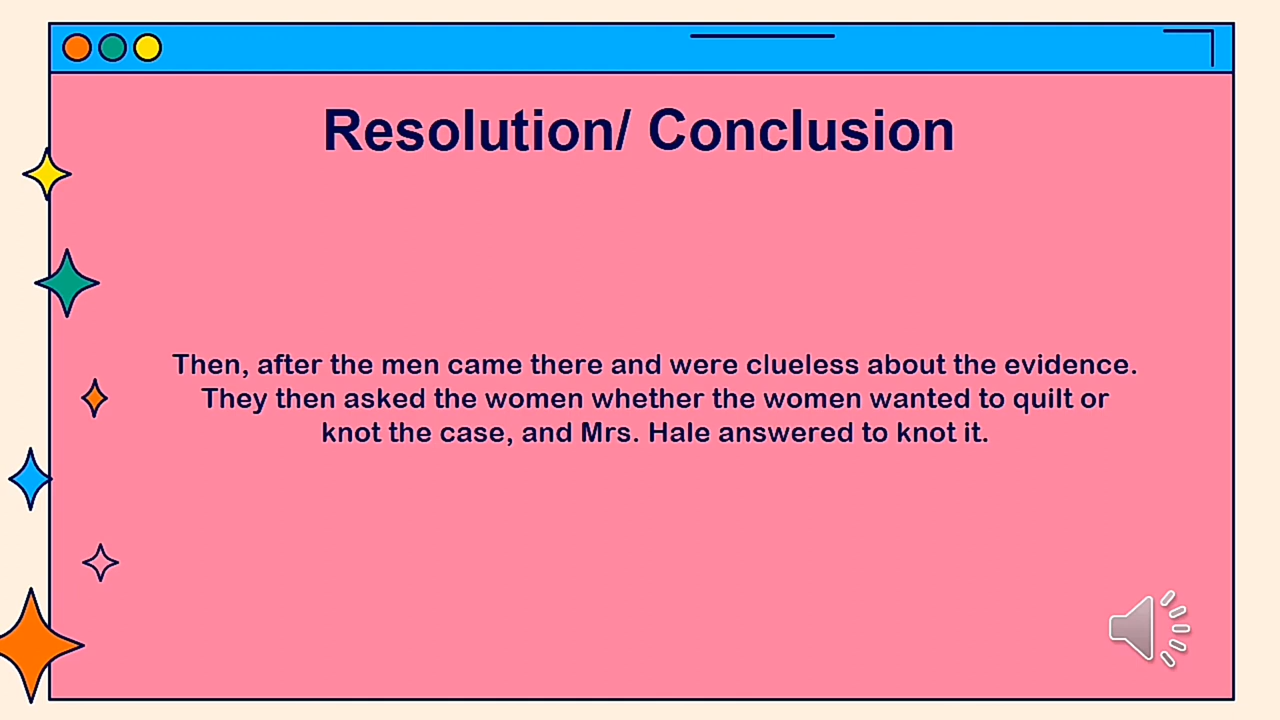 Resolution/ Conclusion
Then, after the men came there and were clueless about the evidence.
They then asked the women whether the women wanted to quilt or
knot the case, and Mrs. Hale answered to knot it.